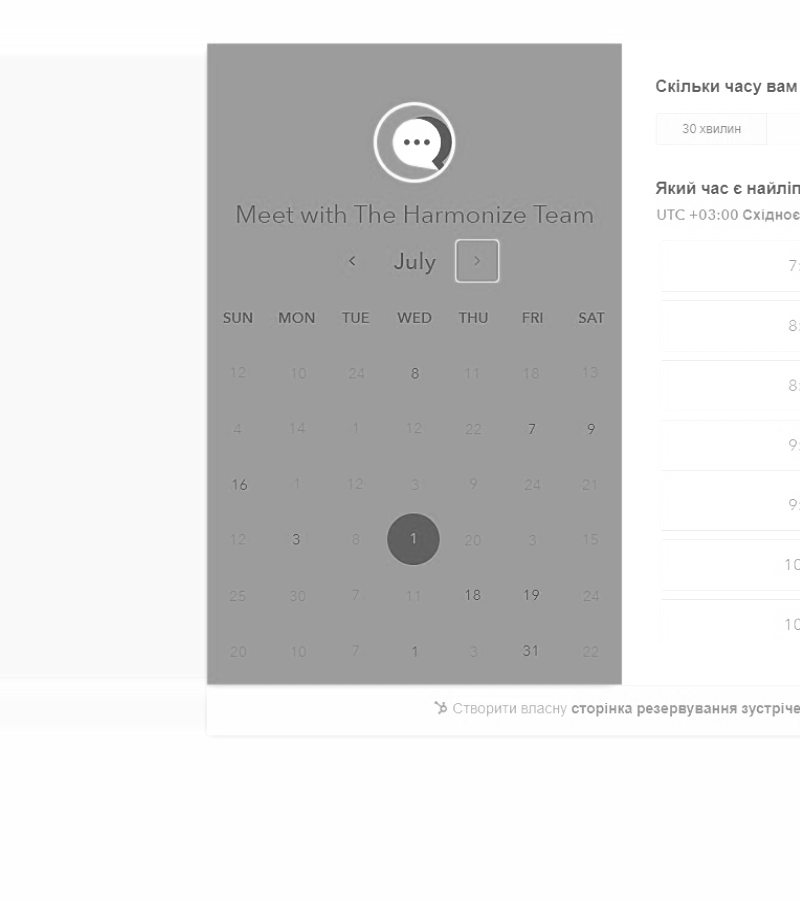 Скільки часу вам
30 хвилин
Meet with The Harmonize Team
Який час є найліп
UTC +03:00 Східноє
July
SUN MON TUE WED THU FRI SAT
12 10 24 8 11 18 13
4 14 1 12 22 7 9
16 1 12 3 9 24 21
12 3 8 1 20 3 15
25 30 7 11 18 19 24
20 10 7 1 3 31 22
7:
8:
8:
9:
9:
10
10
Створити власну сторінка резервування зустріче